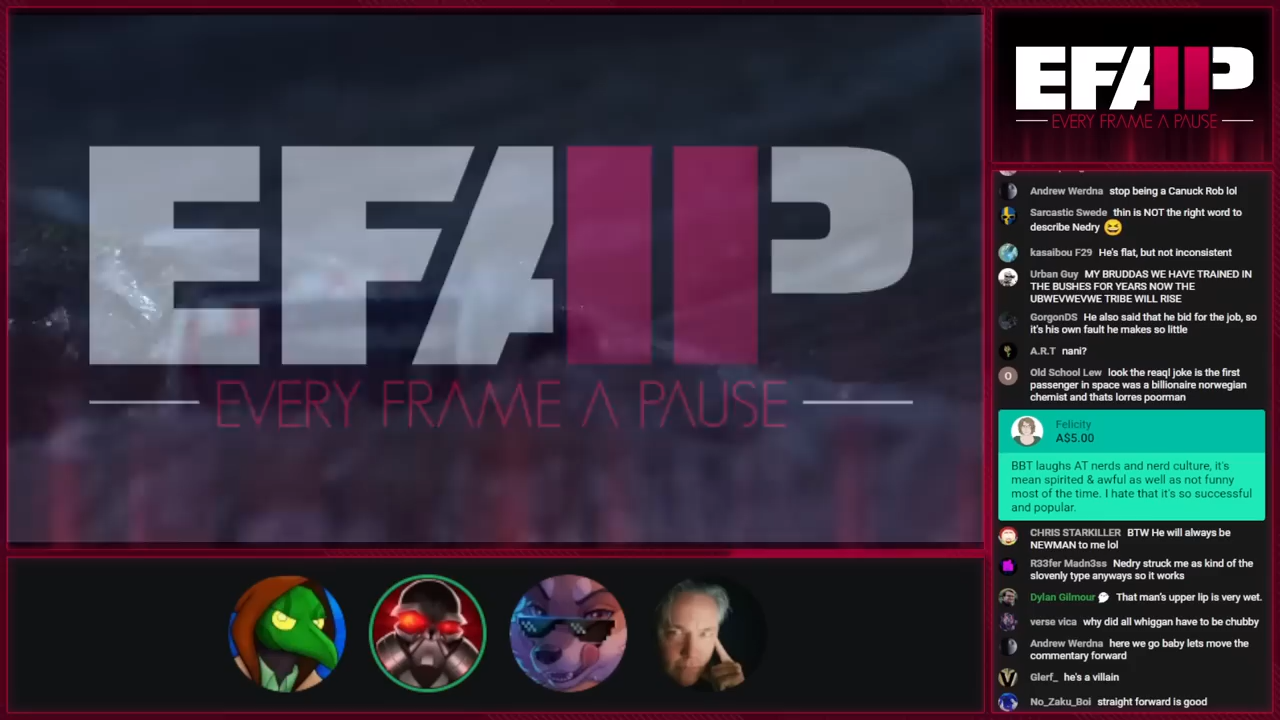 EFAP
EVERY FRAME A PAUSE
EFAP
EVERY FRAME A PAUSE
Andrew Werdna stop being a Canuck Rob lol
Sarcastic Swede thin is NOT the right word to
describe Nedry
kasaibou F29 He's flat, but not inconsistent
Urban Guy MY BRUDDAS WE HAVE TRAINED IN
THE BUSHES FOR YEARS NOW THE
UBWEVWEVWE TRIBE WILL RISE
GorgonDS He also said that he bid for the job, so
it's his own fault he makes so little
A.R.T nani?
O
Old School Lew look the reaql joke is the first
passenger in space was a billionaire norwegian
chemist and thats lorres poorman
Felicity
A$5.00
BBT laughs AT nerds and nerd culture, it's
mean spirited & awful as well as not funny
most of the time. I hate that it's so successful
and popular.
CHRIS STARKILLER BTW He will always be
NEWMAN to me lol
R33fer Madn3ss Nedry struck me as kind of the
slovenly type anyways so it works
Dylan Gilmour That man's upper lip is very wet.
verse vica why did all whiggan have to be chubby
Andrew Werdna here we go baby lets move the
commentary forward
Glerf_ he's a villain
No_Zaku_Boi straight forward is good